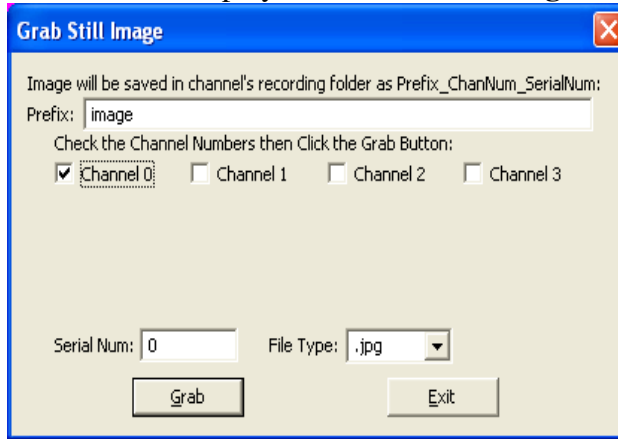 Grab Still Image
Image will be saved in channel's recording folder as Prefix_ChanNum_SerialNum:
Prefix: image
Check the Channel Numbers then Click the Grab Button:
Channel 0 Channel 1 Channel 2 Channel 3
Serial Num: 0 File Type: .jpg
Grab Exit